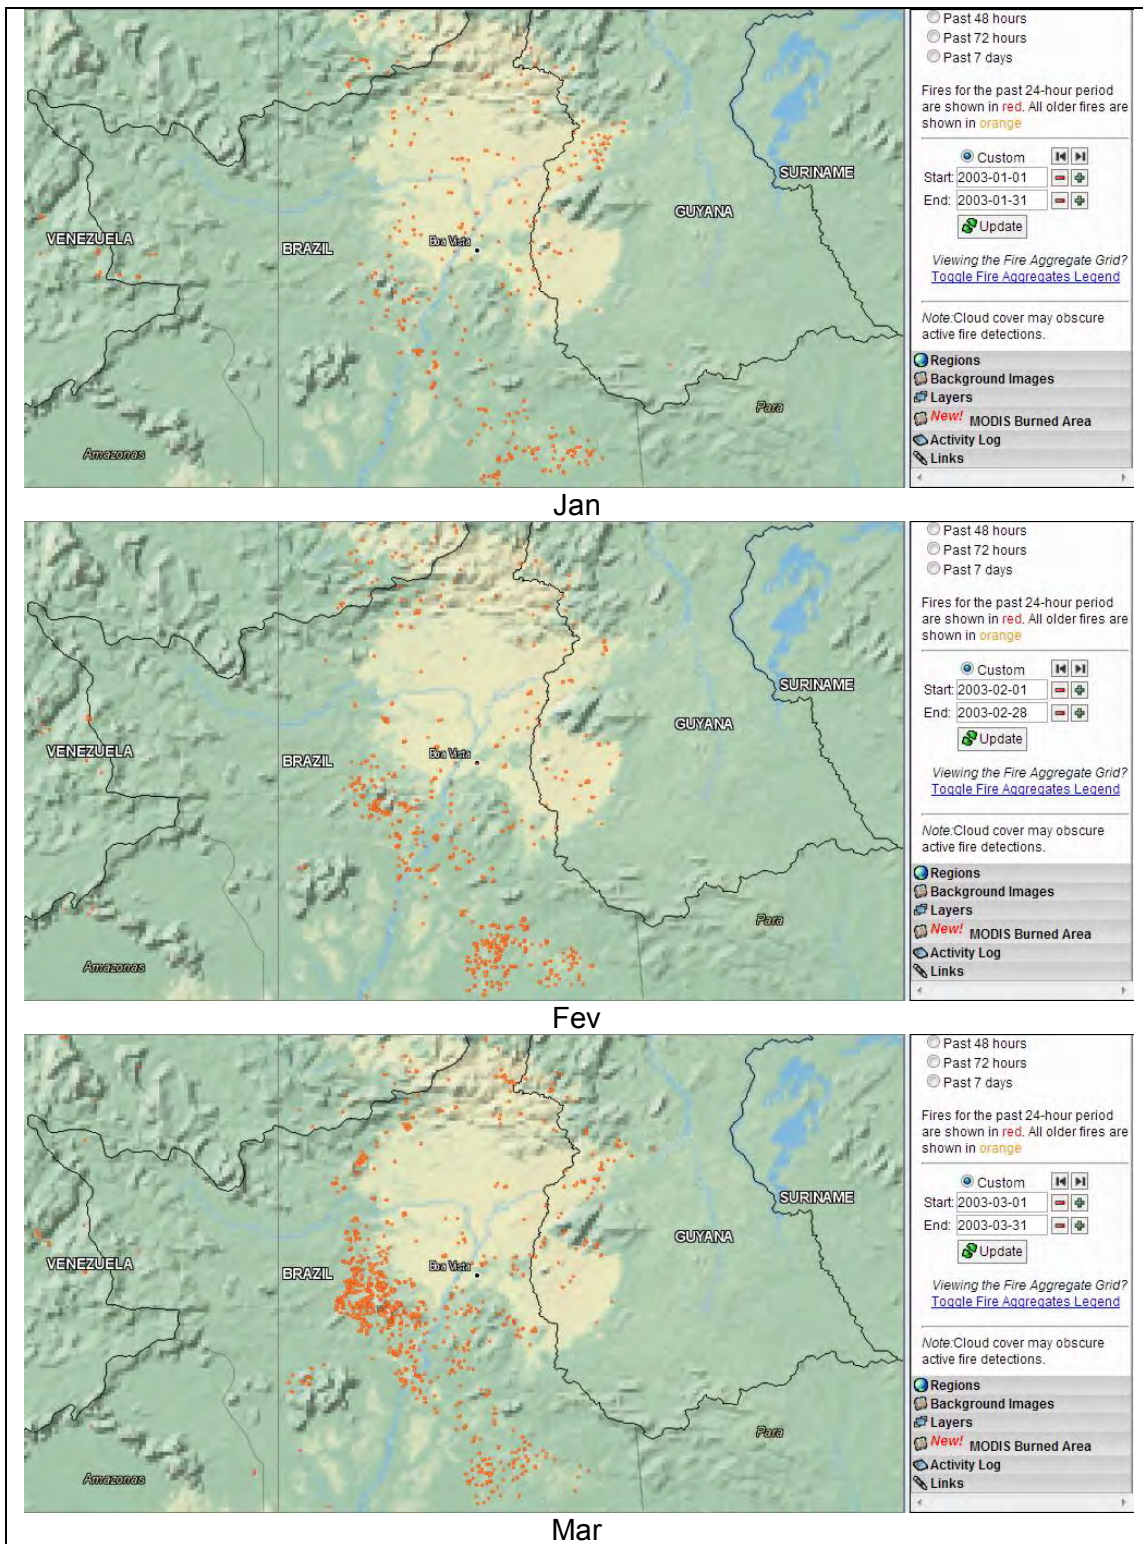 Past 48 hours
Past 72 hours
Past 7 days
Fires for the past 24-hour period
are shown in red. All older fires are
shown in orange
Custom
Start: 2003-01-01
End: 2003-01-31
Update
Viewing the Fire Aggregate Grid?
Toggle Fire Aggregates Legend
Note:Cloud cover may obscure
active fire detections.
Regions
Background Images
Layers
New! MODIS Burned Area
Activity Log
Links
SURINAME
GUYANA
VENEZUELA
BRAZIL
Boa Vista
Para
Amazonas
Jan
Past 48 hours
Past 72 hours
Past 7 days
Fires for the past 24-hour period
are shown in red. All older fires are
shown in orange
Custom
Start: 2003-02-01
End: 2003-02-28
Update
Viewing the Fire Aggregate Grid?
Toggle Fire Aggregates Legend
Note:Cloud cover may obscure
active fire detections.
Regions
Background Images
Layers
New! MODIS Burned Area
Activity Log
Links
SURINAME
GUYANA
VENEZUELA
BRAZIL
Boa Vista
Para
Amazonas
Fev
Past 48 hours
Past 72 hours
Past 7 days
Fires for the past 24-hour period
are shown in red. All older fires are
shown in orange
Custom
Start: 2003-03-01
End: 2003-03-31
Update
Viewing the Fire Aggregate Grid?
Toggle Fire Aggregates Legend
Note:Cloud cover may obscure
active fire detections.
Regions
Background Images
Layers
New! MODIS Burned Area
Activity Log
Links
SURINAME
GUYANA
VENEZUELA
BRAZIL
Boa Vista
Para
Amazonas
Mar